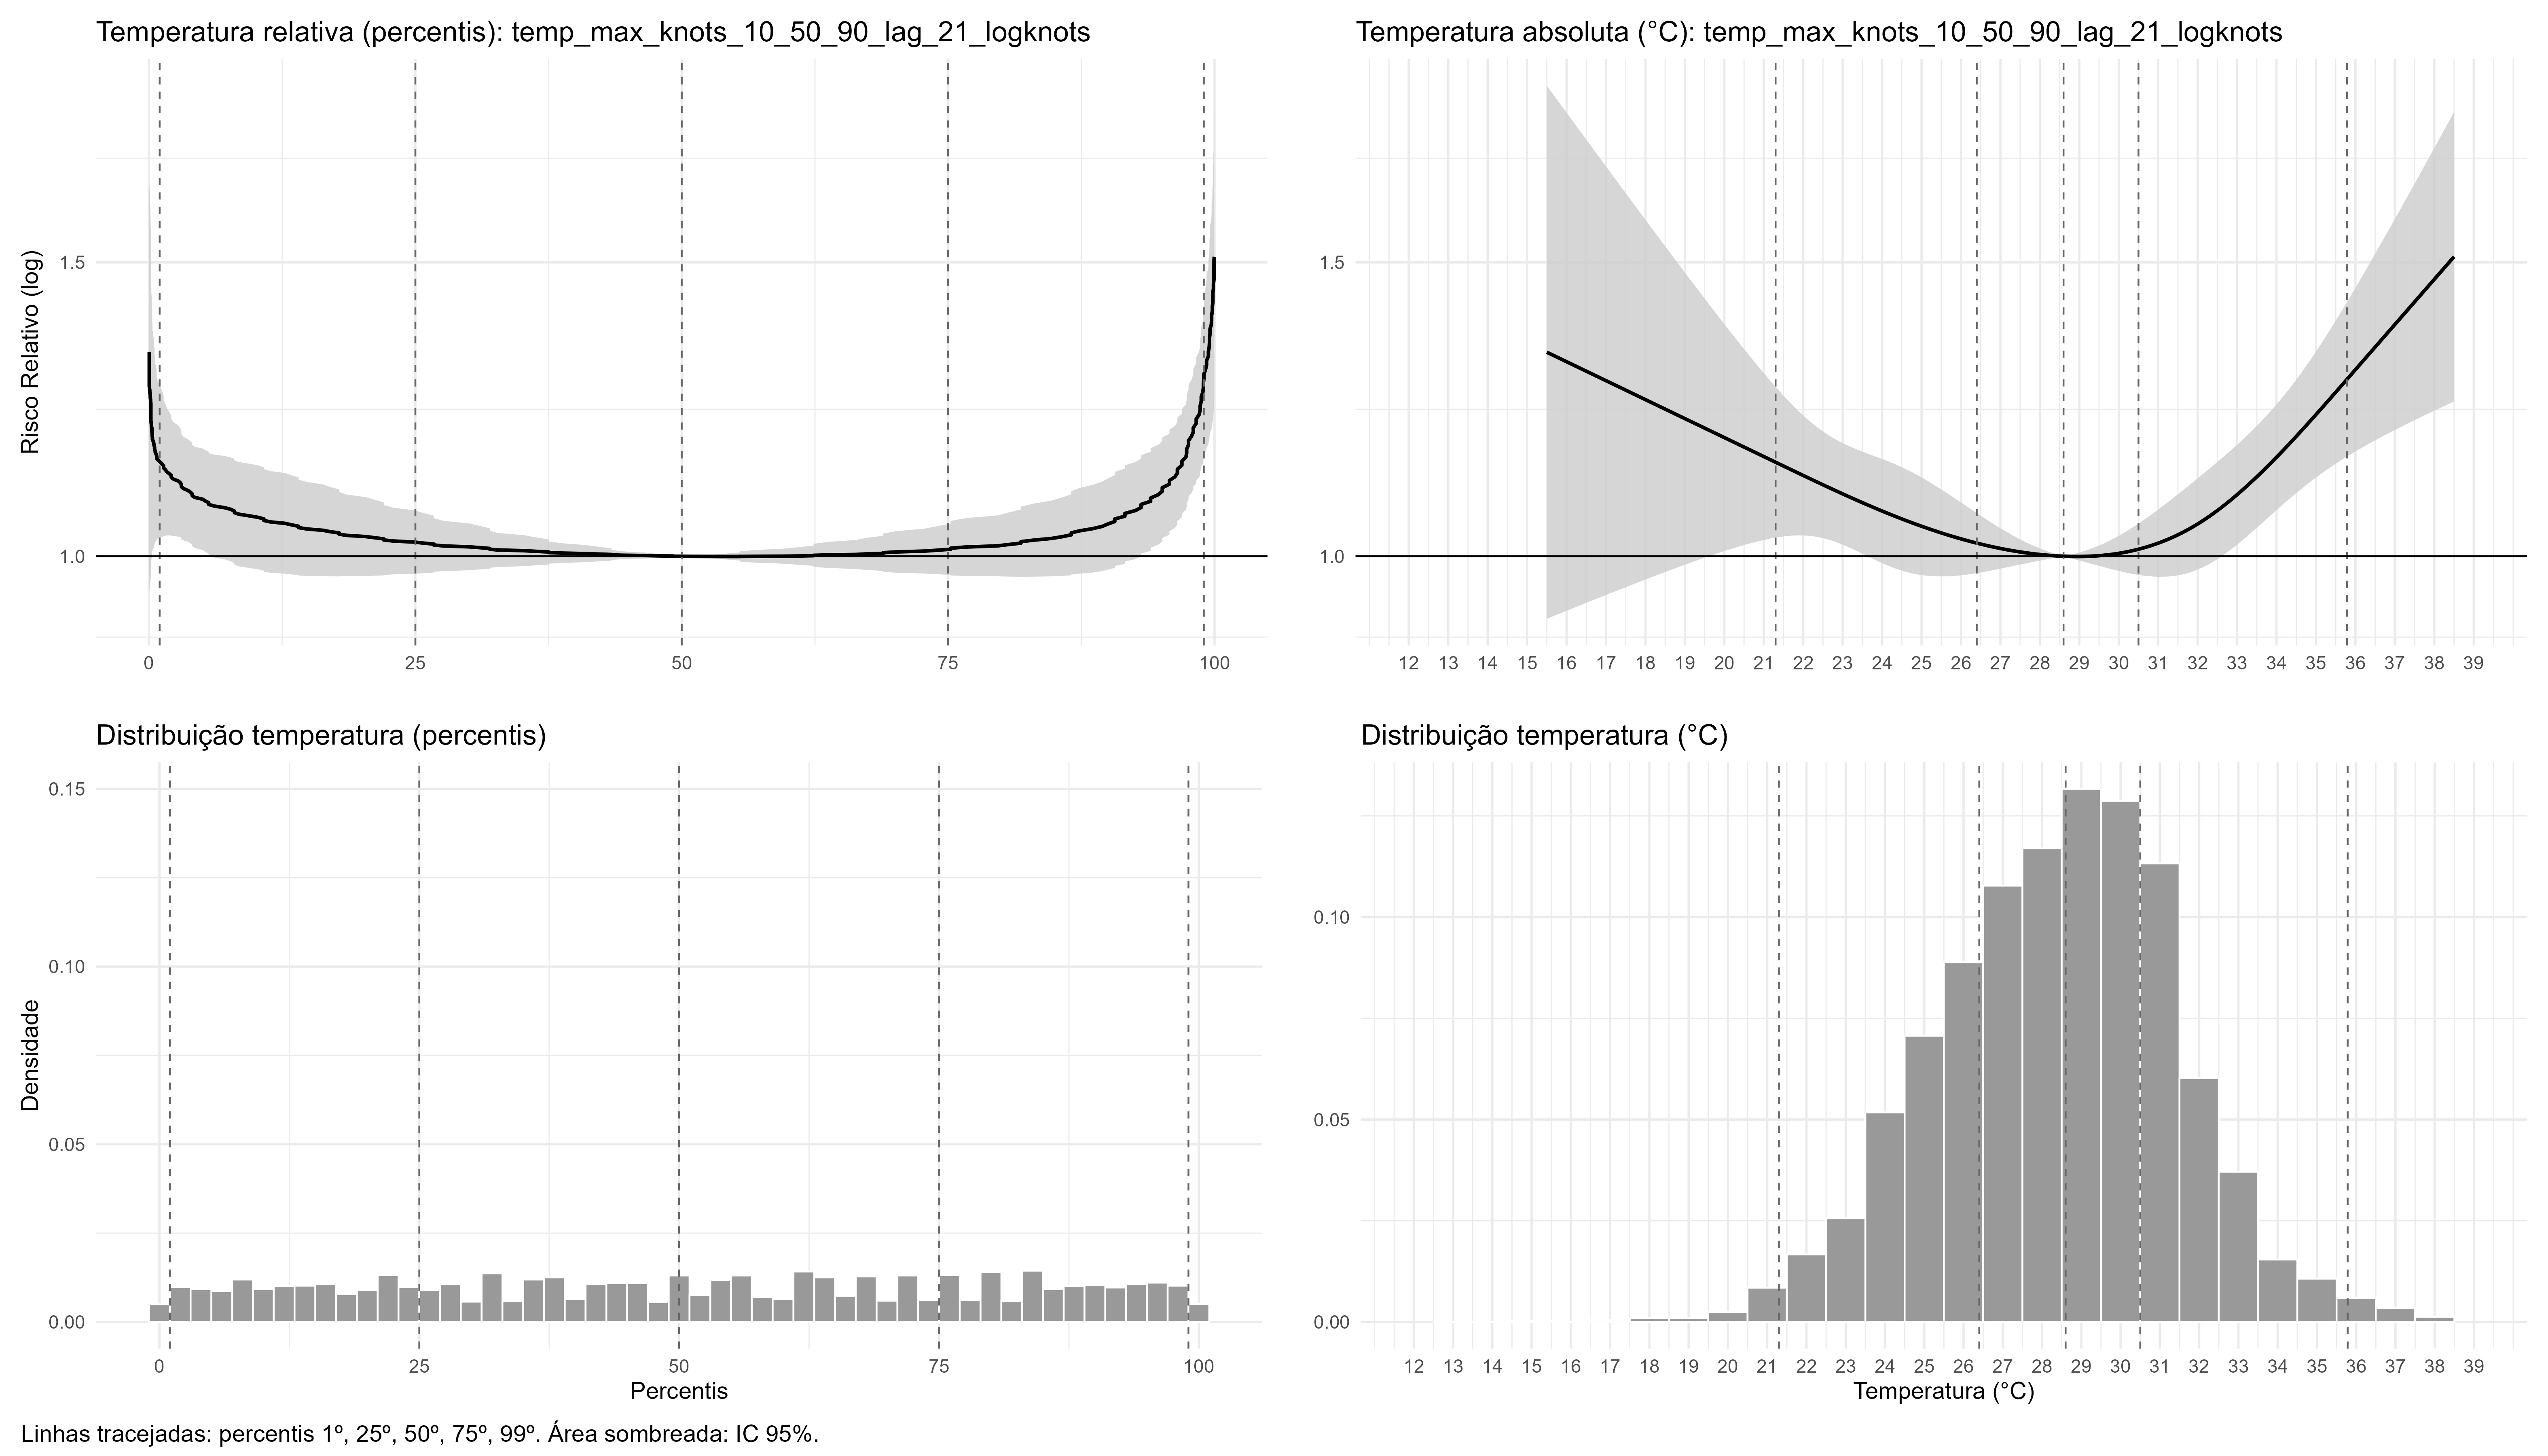 Temperatura relativa (percentis): temp_max_knots_10_50_90_lag_21_logknots
Risco Relativo (log)
1.5
1.0
0 25 50 75 100
Temperatura absoluta (°C): temp_max_knots_10_50_90_lag_21_logknots
1.5
1.0
12 13 14 15 16 17 18 19 20 21 22 23 24 25 26 27 28 29 30 31 32 33 34 35 36 37 38 39
Distribuição temperatura (percentis)
Densidade
0.15
0.10
0.05
0.00
0 25 50 75 100
Percentis
Distribuição temperatura (°C)
0.10
0.05
0.00
12 13 14 15 16 17 18 19 20 21 22 23 24 25 26 27 28 29 30 31 32 33 34 35 36 37 38 39
Temperatura (°C)
Linhas tracejadas: percentis 1º, 25º, 50º, 75º, 99º. Área sombreada: IC 95%.